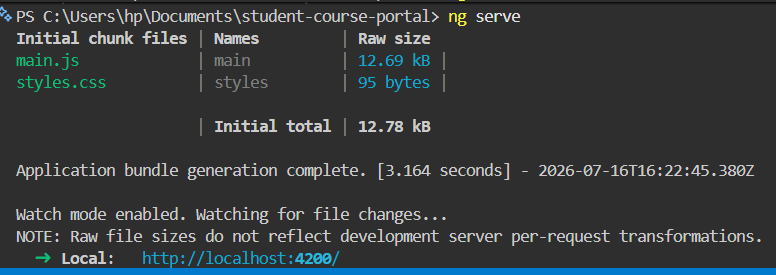 PS C:\Users\hp\Documents\student-course-portal> ng serve
Initial chunk files | Names | Raw size
main.js | main | 12.69 kB |
styles.css | styles | 95 bytes |
| Initial total | 12.78 kB
Application bundle generation complete. [3.164 seconds] - 2026-07-16T16:22:45.380Z
Watch mode enabled. Watching for file changes...
NOTE: Raw file sizes do not reflect development server per-request transformations.
➜ Local: http://localhost:4200/